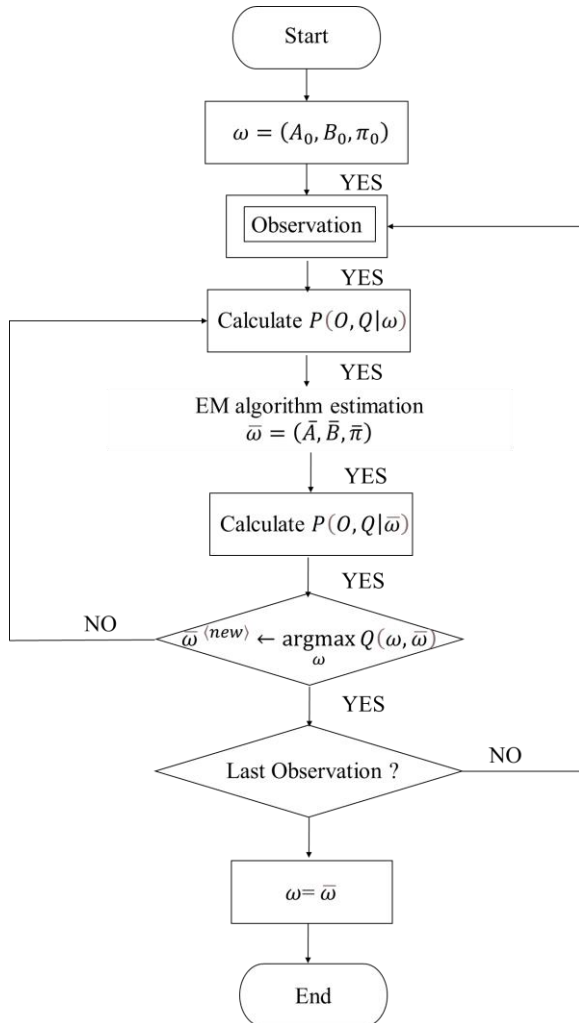 Start
ω = (A₀, B₀, π₀)
YES
Observation
YES
Calculate P(O, Q|ω)
YES
EM algorithm estimation
ω̅ = (A̅, B̅, π̅)
YES
Calculate P(O, Q|ω̅)
YES
NO
ω̅ ⟨new⟩ ← argmax Q(ω, ω̅)
ω
YES
Last Observation ?
NO
ω= ω̅
End